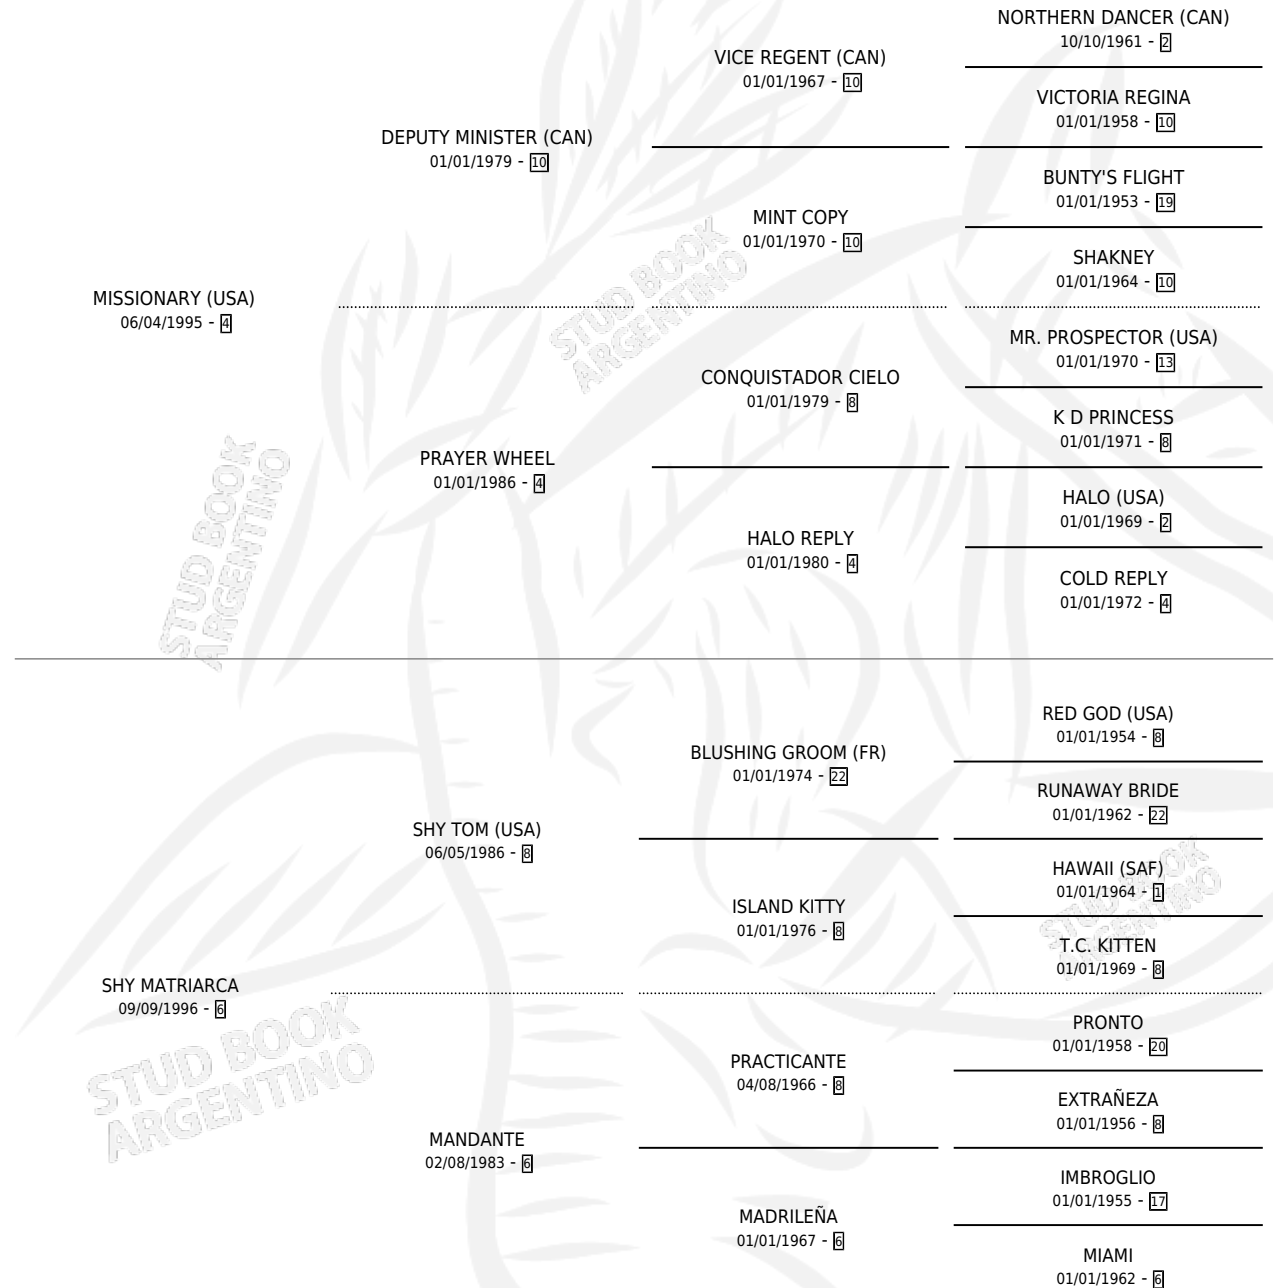 NORTHERN DANCER (CAN)
10/10/1961 - 2
VICE REGENT (CAN)
01/01/1967 - 10
VICTORIA REGINA
01/01/1958 - 10
DEPUTY MINISTER (CAN)
01/01/1979 - 10
BUNTY'S FLIGHT
01/01/1953 - 19
MINT COPY
01/01/1970 - 10
SHAKNEY
01/01/1964 - 10
MISSIONARY (USA)
06/04/1995 - 4
MR. PROSPECTOR (USA)
01/01/1970 - 13
CONQUISTADOR CIELO
01/01/1979 - 8
K D PRINCESS
01/01/1971 - 8
PRAYER WHEEL
01/01/1986 - 4
HALO (USA)
01/01/1969 - 2
HALO REPLY
01/01/1980 - 4
COLD REPLY
01/01/1972 - 4
RED GOD (USA)
01/01/1954 - 8
BLUSHING GROOM (FR)
01/01/1974 - 22
RUNAWAY BRIDE
01/01/1962 - 22
SHY TOM (USA)
06/05/1986 - 8
HAWAII (SAF)
01/01/1964 - 1
ISLAND KITTY
01/01/1976 - 8
T.C. KITTEN
01/01/1969 - 8
SHY MATRIARCA
09/09/1996 - 6
PRONTO
01/01/1958 - 20
PRACTICANTE
04/08/1966 - 8
EXTRAÑEZA
01/01/1956 - 8
MANDANTE
02/08/1983 - 6
IMBROGLIO
01/01/1955 - 17
MADRILEÑA
01/01/1967 - 6
MIAMI
01/01/1962 - 6
STUD BOOK
ARGENTINO
STUD BOOK
ARGENTINO
STUD BOOK
ARGENTINO
STUD BOOK
ARGENTINO